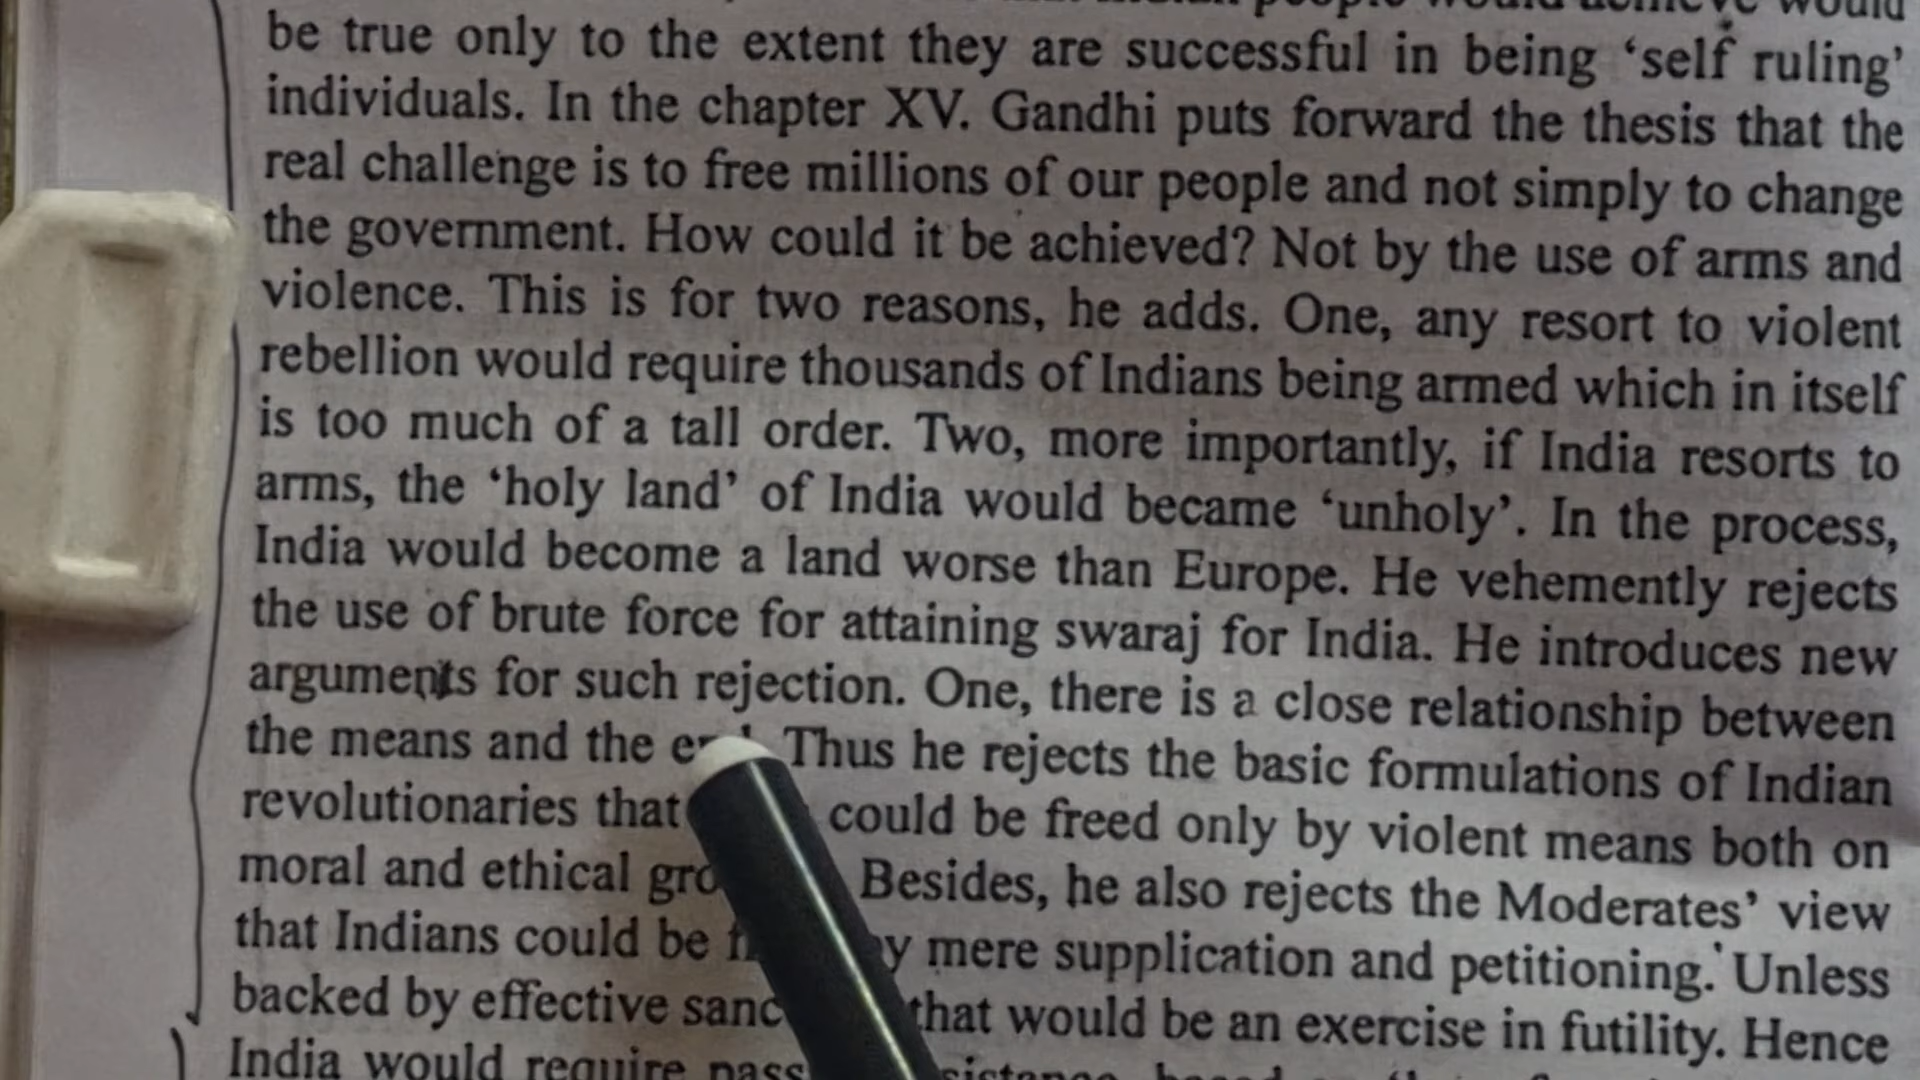 people would achieve would
be true only to the extent they are successful in being ‘self ruling’
individuals. In the chapter XV. Gandhi puts forward the thesis that the
real challenge is to free millions of our people and not simply to change
the government. How could it be achieved? Not by the use of arms and
violence. This is for two reasons, he adds. One, any resort to violent
rebellion would require thousands of Indians being armed which in itself
is too much of a tall order. Two, more importantly, if India resorts to
arms, the ‘holy land’ of India would became ‘unholy’. In the process,
India would become a land worse than Europe. He vehemently rejects
the use of brute force for attaining swaraj for India. He introduces new
arguments for such rejection. One, there is a close relationship between
the means and the Thus he rejects the basic formulations of Indian
revolutionaries that could be freed only by violent means both on
moral and ethical Besides, he also rejects the Moderates’ view
that Indians could be mere supplication and petitioning. Unless
backed by effective that would be an exercise in futility. Hence
India would require